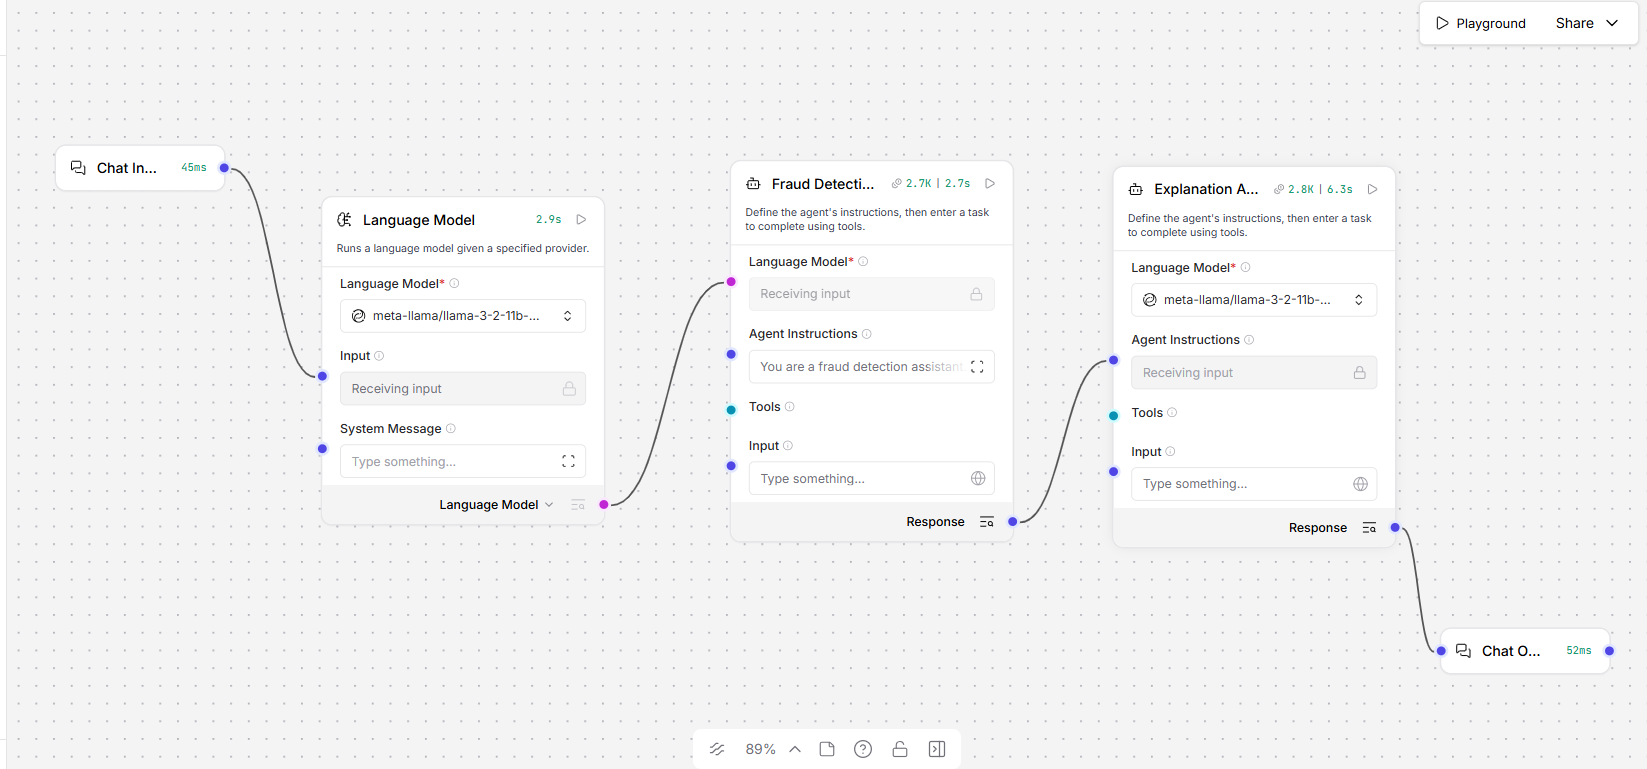 Playground
Share
Chat In...
45ms
Language Model
2.9s
Runs a language model given a specified provider.
Language Model*
meta-llama/llama-3-2-11b-...
Input
Receiving input
System Message
Type something...
Language Model
Fraud Detecti...
2.7K | 2.7s
Define the agent's instructions, then enter a task
to complete using tools.
Language Model*
Receiving input
Agent Instructions
You are a fraud detection assistant
Tools
Input
Type something...
Response
Explanation A...
2.8K | 6.3s
Define the agent's instructions, then enter a task
to complete using tools.
Language Model*
meta-llama/llama-3-2-11b-...
Agent Instructions
Receiving input
Tools
Input
Type something...
Response
Chat O...
52ms
89%